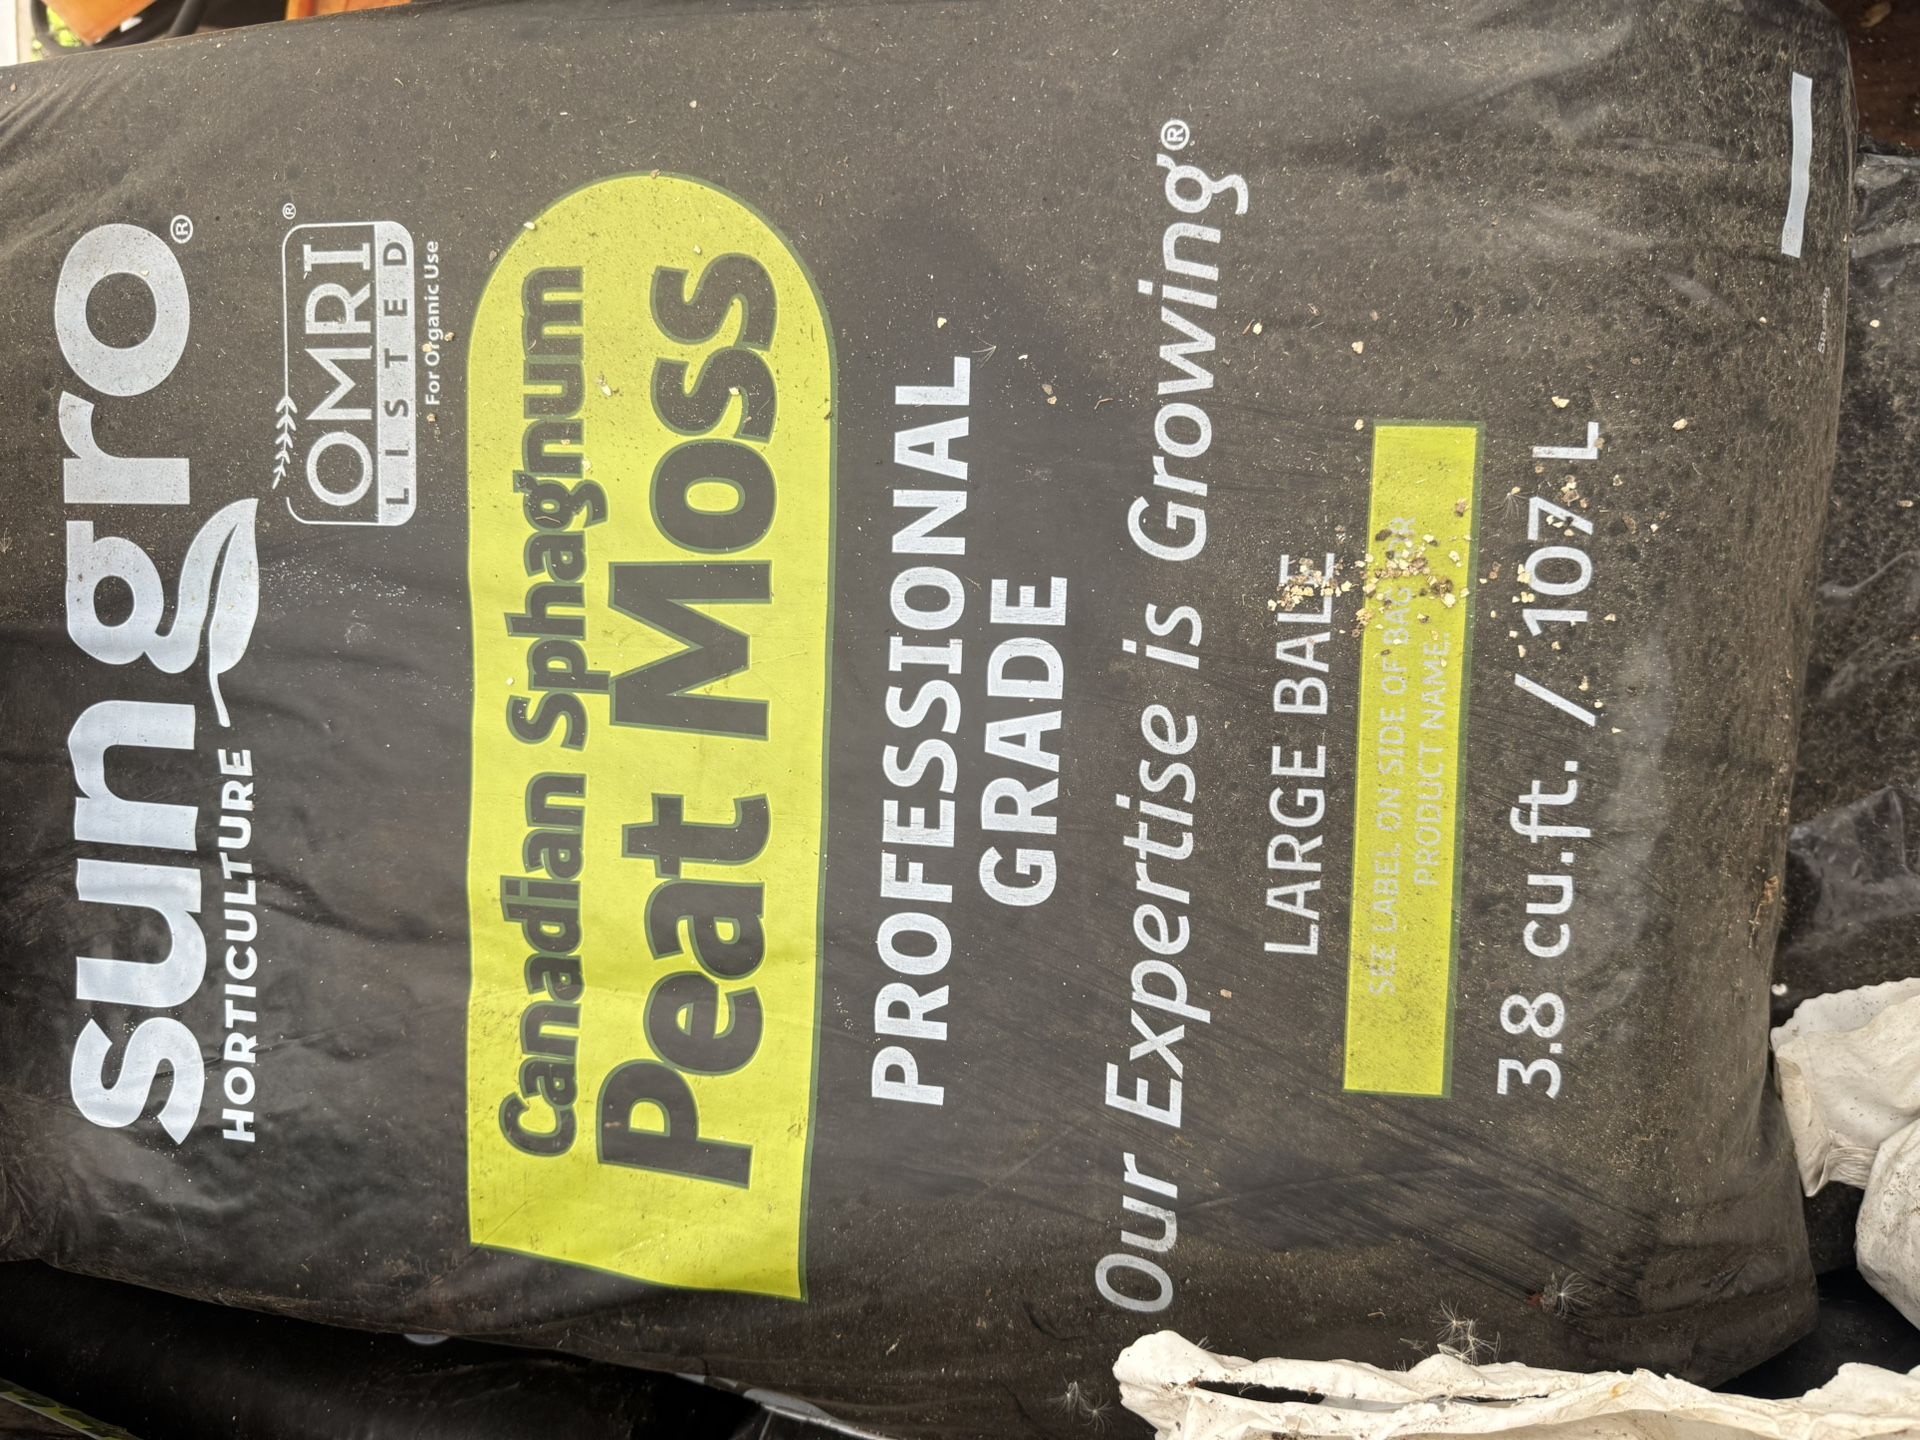 sungro®
HORTICULTURE
OMRI®
LISTED
For Organic Use
Canadian Sphagnum
Peat Moss
PROFESSIONAL
GRADE
Our Expertise is Growing®
LARGE BALE
SEE LABEL ON SIDE OF BAG FOR
PRODUCT NAME.
3.8 cu.ft. / 107 L